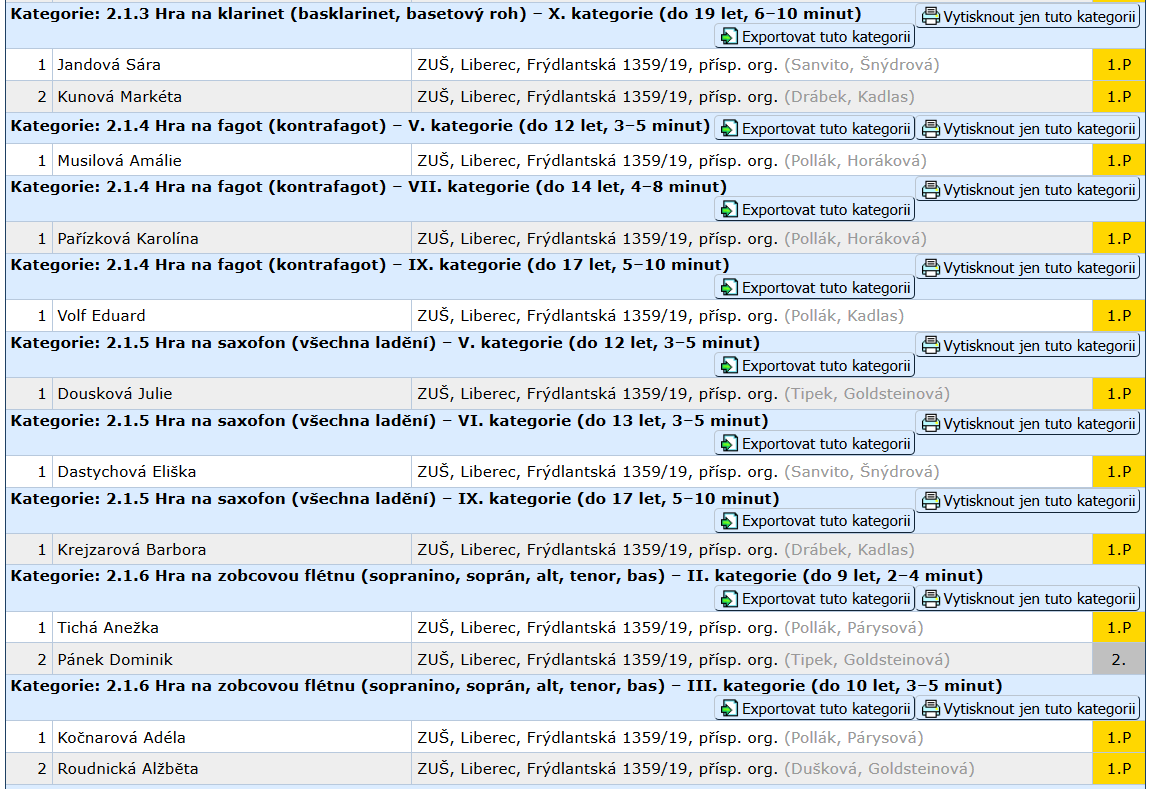 Kategorie: 2.1.3 Hra na klarinet (basklarinet, basetový roh) – X. kategorie (do 19 let, 6–10 minut) Vytisknout jen tuto kategorii
Exportovat tuto kategorii
1 Jandová Sára ZUŠ, Liberec, Frýdlantská 1359/19, přísp. org. (Sanvito, Šnýdrová) 1.P
2 Kunová Markéta ZUŠ, Liberec, Frýdlantská 1359/19, přísp. org. (Drábek, Kadlas) 1.P
Kategorie: 2.1.4 Hra na fagot (kontrafagot) – V. kategorie (do 12 let, 3–5 minut) Exportovat tuto kategorii Vytisknout jen tuto kategorii
1 Musilová Amálie ZUŠ, Liberec, Frýdlantská 1359/19, přísp. org. (Pollák, Horáková) 1.P
Kategorie: 2.1.4 Hra na fagot (kontrafagot) – VII. kategorie (do 14 let, 4–8 minut) Vytisknout jen tuto kategorii
Exportovat tuto kategorii
1 Pařízková Karolína ZUŠ, Liberec, Frýdlantská 1359/19, přísp. org. (Pollák, Horáková) 1.P
Kategorie: 2.1.4 Hra na fagot (kontrafagot) – IX. kategorie (do 17 let, 5–10 minut) Vytisknout jen tuto kategorii
Exportovat tuto kategorii
1 Volf Eduard ZUŠ, Liberec, Frýdlantská 1359/19, přísp. org. (Pollák, Kadlas) 1.P
Kategorie: 2.1.5 Hra na saxofon (všechna ladění) – V. kategorie (do 12 let, 3–5 minut) Vytisknout jen tuto kategorii
Exportovat tuto kategorii
1 Dousková Julie ZUŠ, Liberec, Frýdlantská 1359/19, přísp. org. (Tipek, Goldsteinová) 1.P
Kategorie: 2.1.5 Hra na saxofon (všechna ladění) – VI. kategorie (do 13 let, 3–5 minut) Vytisknout jen tuto kategorii
Exportovat tuto kategorii
1 Dastychová Eliška ZUŠ, Liberec, Frýdlantská 1359/19, přísp. org. (Sanvito, Šnýdrová) 1.P
Kategorie: 2.1.5 Hra na saxofon (všechna ladění) – IX. kategorie (do 17 let, 5–10 minut) Vytisknout jen tuto kategorii
Exportovat tuto kategorii
1 Krejzarová Barbora ZUŠ, Liberec, Frýdlantská 1359/19, přísp. org. (Drábek, Kadlas) 1.P
Kategorie: 2.1.6 Hra na zobcovou flétnu (sopranino, soprán, alt, tenor, bas) – II. kategorie (do 9 let, 2–4 minut)
Exportovat tuto kategorii Vytisknout jen tuto kategorii
1 Tichá Anežka ZUŠ, Liberec, Frýdlantská 1359/19, přísp. org. (Pollák, Párysová) 1.P
2 Pánek Dominik ZUŠ, Liberec, Frýdlantská 1359/19, přísp. org. (Tipek, Goldsteinová) 2.
Kategorie: 2.1.6 Hra na zobcovou flétnu (sopranino, soprán, alt, tenor, bas) – III. kategorie (do 10 let, 3–5 minut)
Exportovat tuto kategorii Vytisknout jen tuto kategorii
1 Kočnarová Adéla ZUŠ, Liberec, Frýdlantská 1359/19, přísp. org. (Pollák, Párysová) 1.P
2 Roudnická Alžběta ZUŠ, Liberec, Frýdlantská 1359/19, přísp. org. (Dušková, Goldsteinová) 1.P